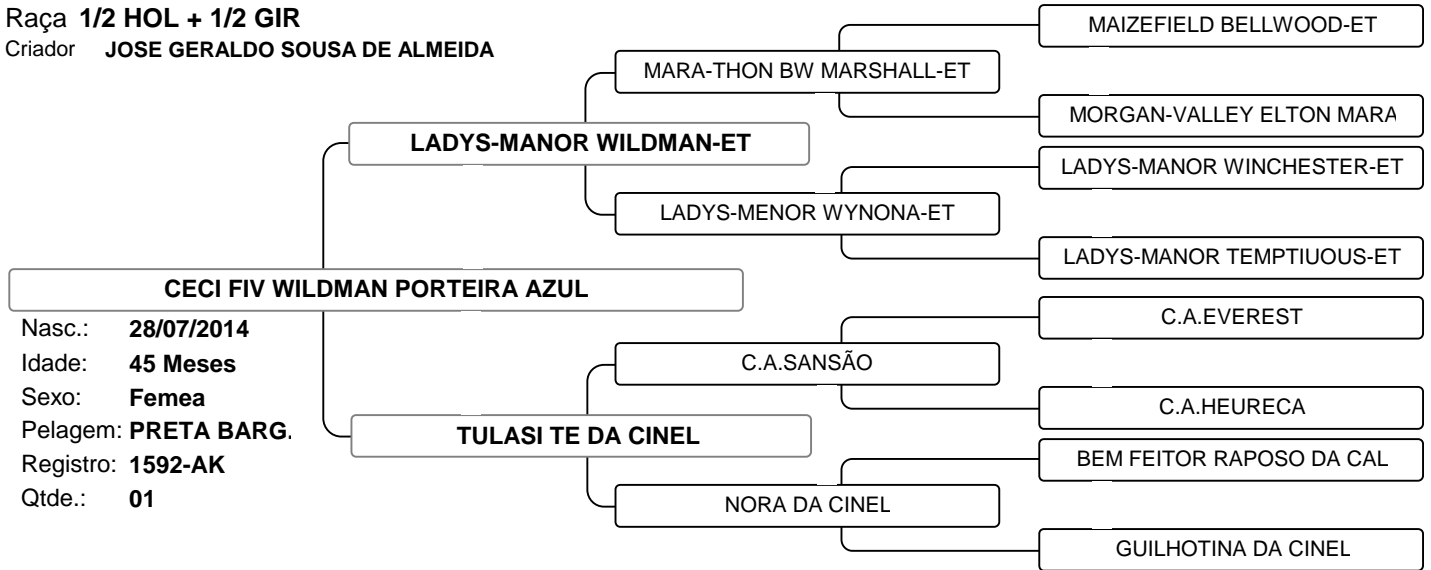 Raça 1/2 HOL + 1/2 GIR
Criador JOSE GERALDO SOUSA DE ALMEIDA
MAIZEFIELD BELLWOOD-ET
MARA-THON BW MARSHALL-ET
MORGAN-VALLEY ELTON MARA
LADYS-MANOR WILDMAN-ET
LADYS-MANOR WINCHESTER-ET
LADYS-MENOR WYNONA-ET
LADYS-MANOR TEMPTIUOUS-ET
CECI FIV WILDMAN PORTEIRA AZUL
Nasc.: 28/07/2014
Idade: 45 Meses
Sexo: Femea
Pelagem: PRETA BARG.
Registro: 1592-AK
Qtde.: 01
C.A.EVEREST
C.A.SANSÃO
C.A.HEURECA
TULASI TE DA CINEL
BEM FEITOR RAPOSO DA CAL
NORA DA CINEL
GUILHOTINA DA CINEL